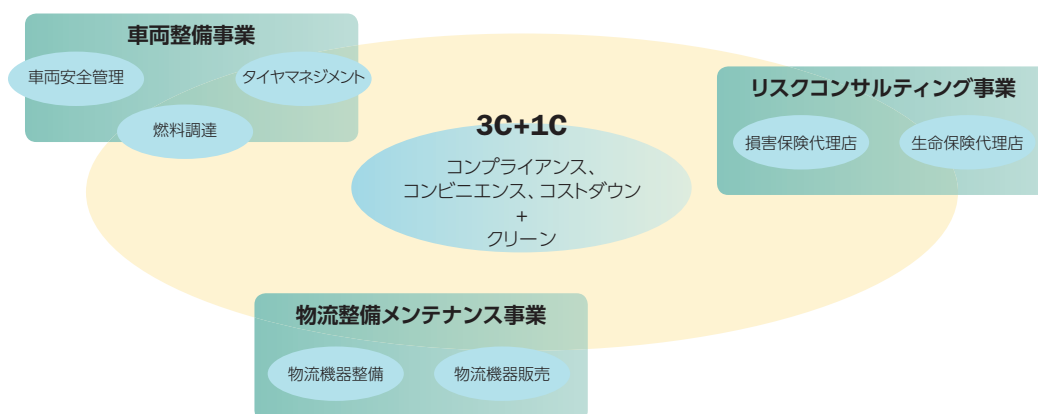 車両整備事業
車両安全管理
タイヤマネジメント
燃料調達
リスクコンサルティング事業
損害保険代理店
生命保険代理店
3C+1C
コンプライアンス、
コンビニエンス、コストダウン
+
クリーン
物流整備メンテナンス事業
物流機器整備
物流機器販売